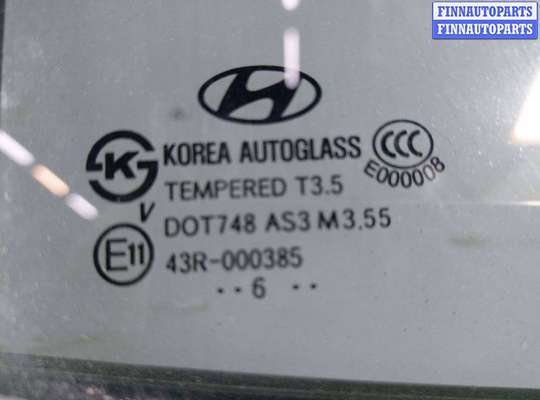 FINNAUTOPARTS
FINNAUTOPARTS
KOREA AUTOGLASS
CCC
E000008
K
TEMPERED T3.5
V
DOT748 AS3 M3.55
E11
43R-000385
··6 ··